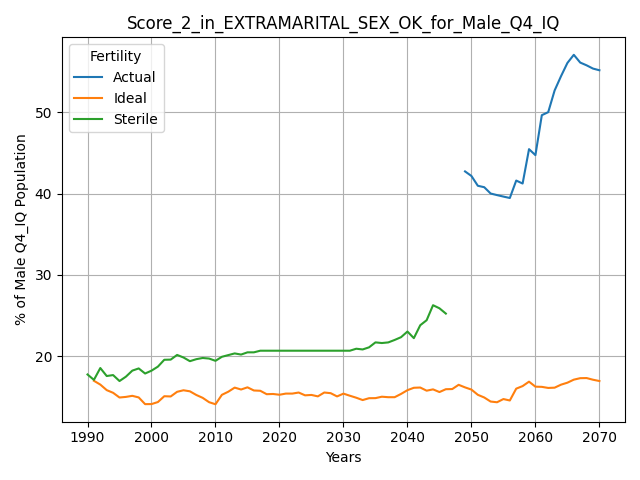 Score_2_in_EXTRAMARITAL_SEX_OK_for_Male_Q4_IQ
Fertility
Actual
Ideal
Sterile
% of Male Q4_IQ Population
50
40
30
20
1990 2000 2010 2020 2030 2040 2050 2060 2070
Years